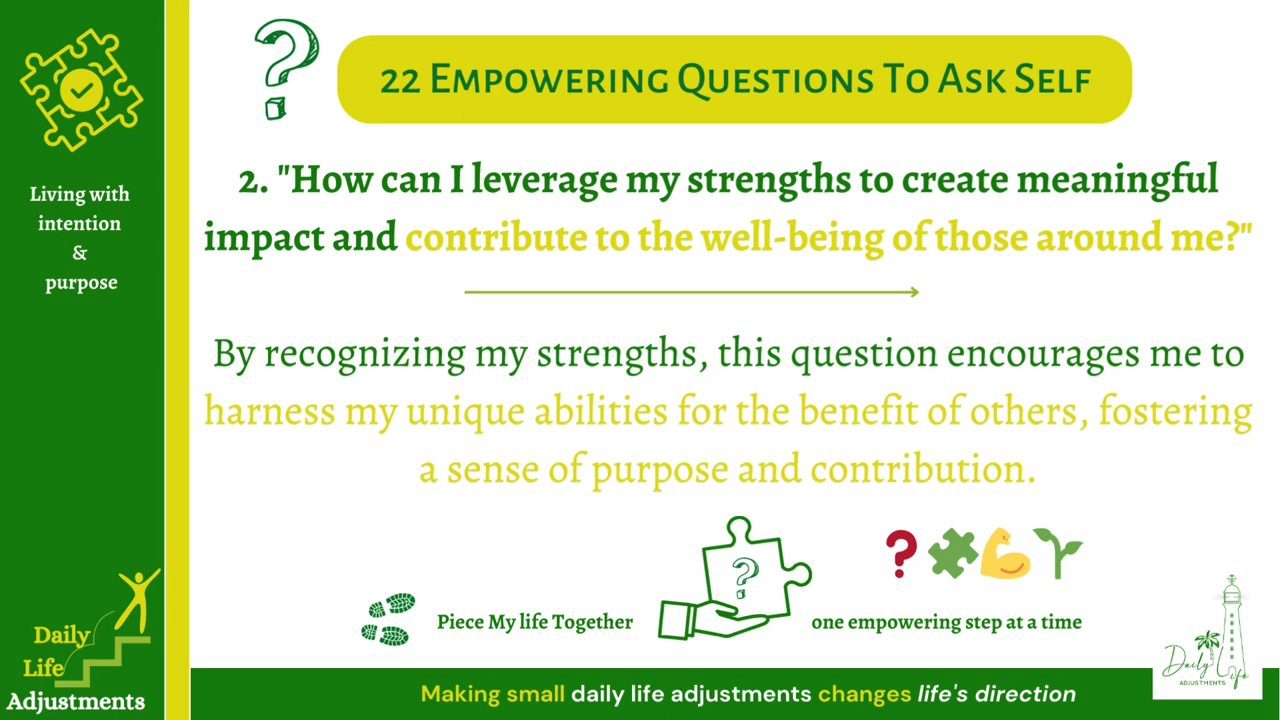 22 Empowering Questions To Ask Self
2. "How can I leverage my strengths to create meaningful
impact and contribute to the well-being of those around me?"
Living with
intention
&
purpose
By recognizing my strengths, this question encourages me to
harness my unique abilities for the benefit of others, fostering
a sense of purpose and contribution.
?
Piece My life Together
one empowering step at a time
Daily
Life
Adjustments
Making small daily life adjustments changes life's direction
Daily Life
ADJUSTMENTS